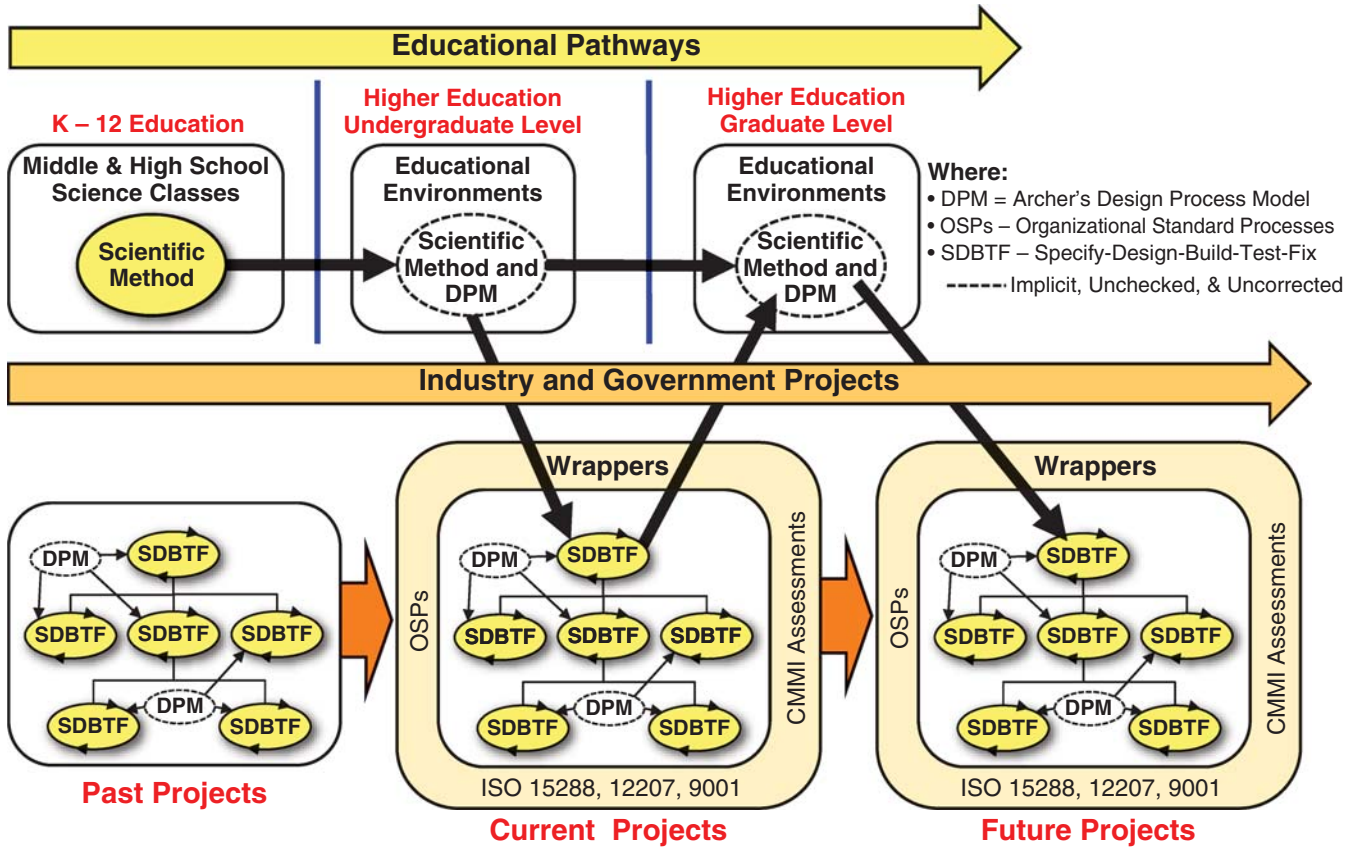 Educational Pathways
K – 12 Education
Higher Education
Undergraduate Level
Higher Education
Graduate Level
Middle & High School
Science Classes
Scientific
Method
Educational
Environments
Scientific
Method and
DPM
Educational
Environments
Scientific
Method and
DPM
Where:
• DPM = Archer's Design Process Model
• OSPs – Organizational Standard Processes
• SDBTF – Specify-Design-Build-Test-Fix
Implicit, Unchecked, & Uncorrected
Industry and Government Projects
DPM
SDBTF
SDBTF
SDBTF
SDBTF
SDBTF
DPM
SDBTF
Past Projects
Wrappers
OSPs
CMMI Assessments
DPM
SDBTF
SDBTF
SDBTF
SDBTF
SDBTF
DPM
SDBTF
ISO 15288, 12207, 9001
Current Projects
Wrappers
OSPs
CMMI Assessments
DPM
SDBTF
SDBTF
SDBTF
SDBTF
SDBTF
DPM
SDBTF
ISO 15288, 12207, 9001
Future Projects